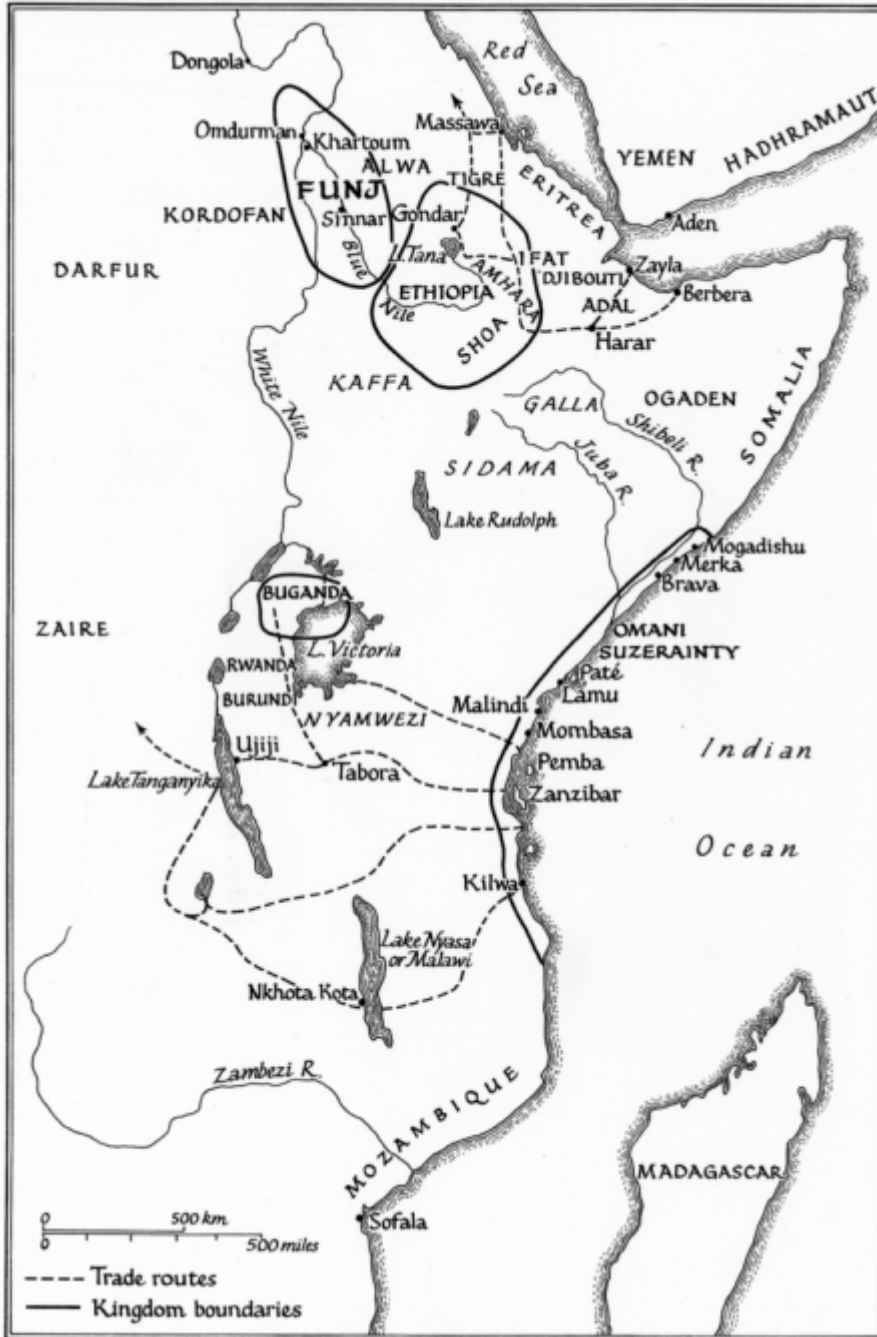 Red
Sea
Dongola
Massawa
Omdurman
Khartoum
ALWA
YEMEN
HADHRAMAUT
TIGRE
ERITREA
FUNJ
KORDOFAN
Sinnar
Gondar
Aden
Blue
L. Tana
IFAT
DARFUR
AMHARA
DJIBOUTI
Zayla
ETHIOPIA
ADAL
Berbera
Nile
SHOA
Harar
White Nile
KAFFA
GALLA
OGADEN
SOMALIA
Shibeli R.
Juba R.
SIDAMA
Lake Rudolph
Mogadishu
Merka
Brava
BUGANDA
ZAIRE
OMANI
SUZERAINTY
L. Victoria
RWANDA
Paté
Lamu
BURUNDI
Malindi
NYAMWEZI
Mombasa
Indian
Ujiji
Pemba
Lake Tanganyika
Tabora
Zanzibar
Ocean
Kilwa
Lake Nyasa
or Malawi
Nkhota Kota
Zambezi R.
MOZAMBIQUE
MADAGASCAR
Sofala
0 500 km.
0 500 miles
Trade routes
Kingdom boundaries